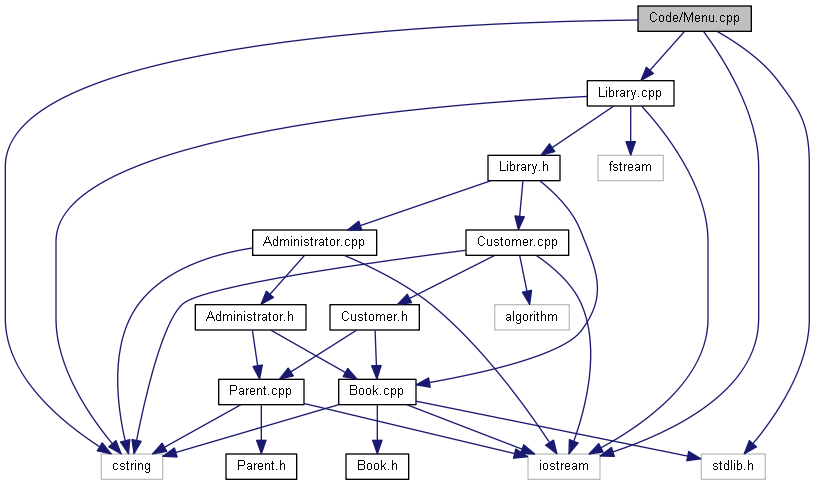 Code/Menu.cpp
Library.cpp
Library.h
fstream
Administrator.cpp
Customer.cpp
Administrator.h
Customer.h
algorithm
Parent.cpp
Book.cpp
cstring
Parent.h
Book.h
iostream
stdlib.h